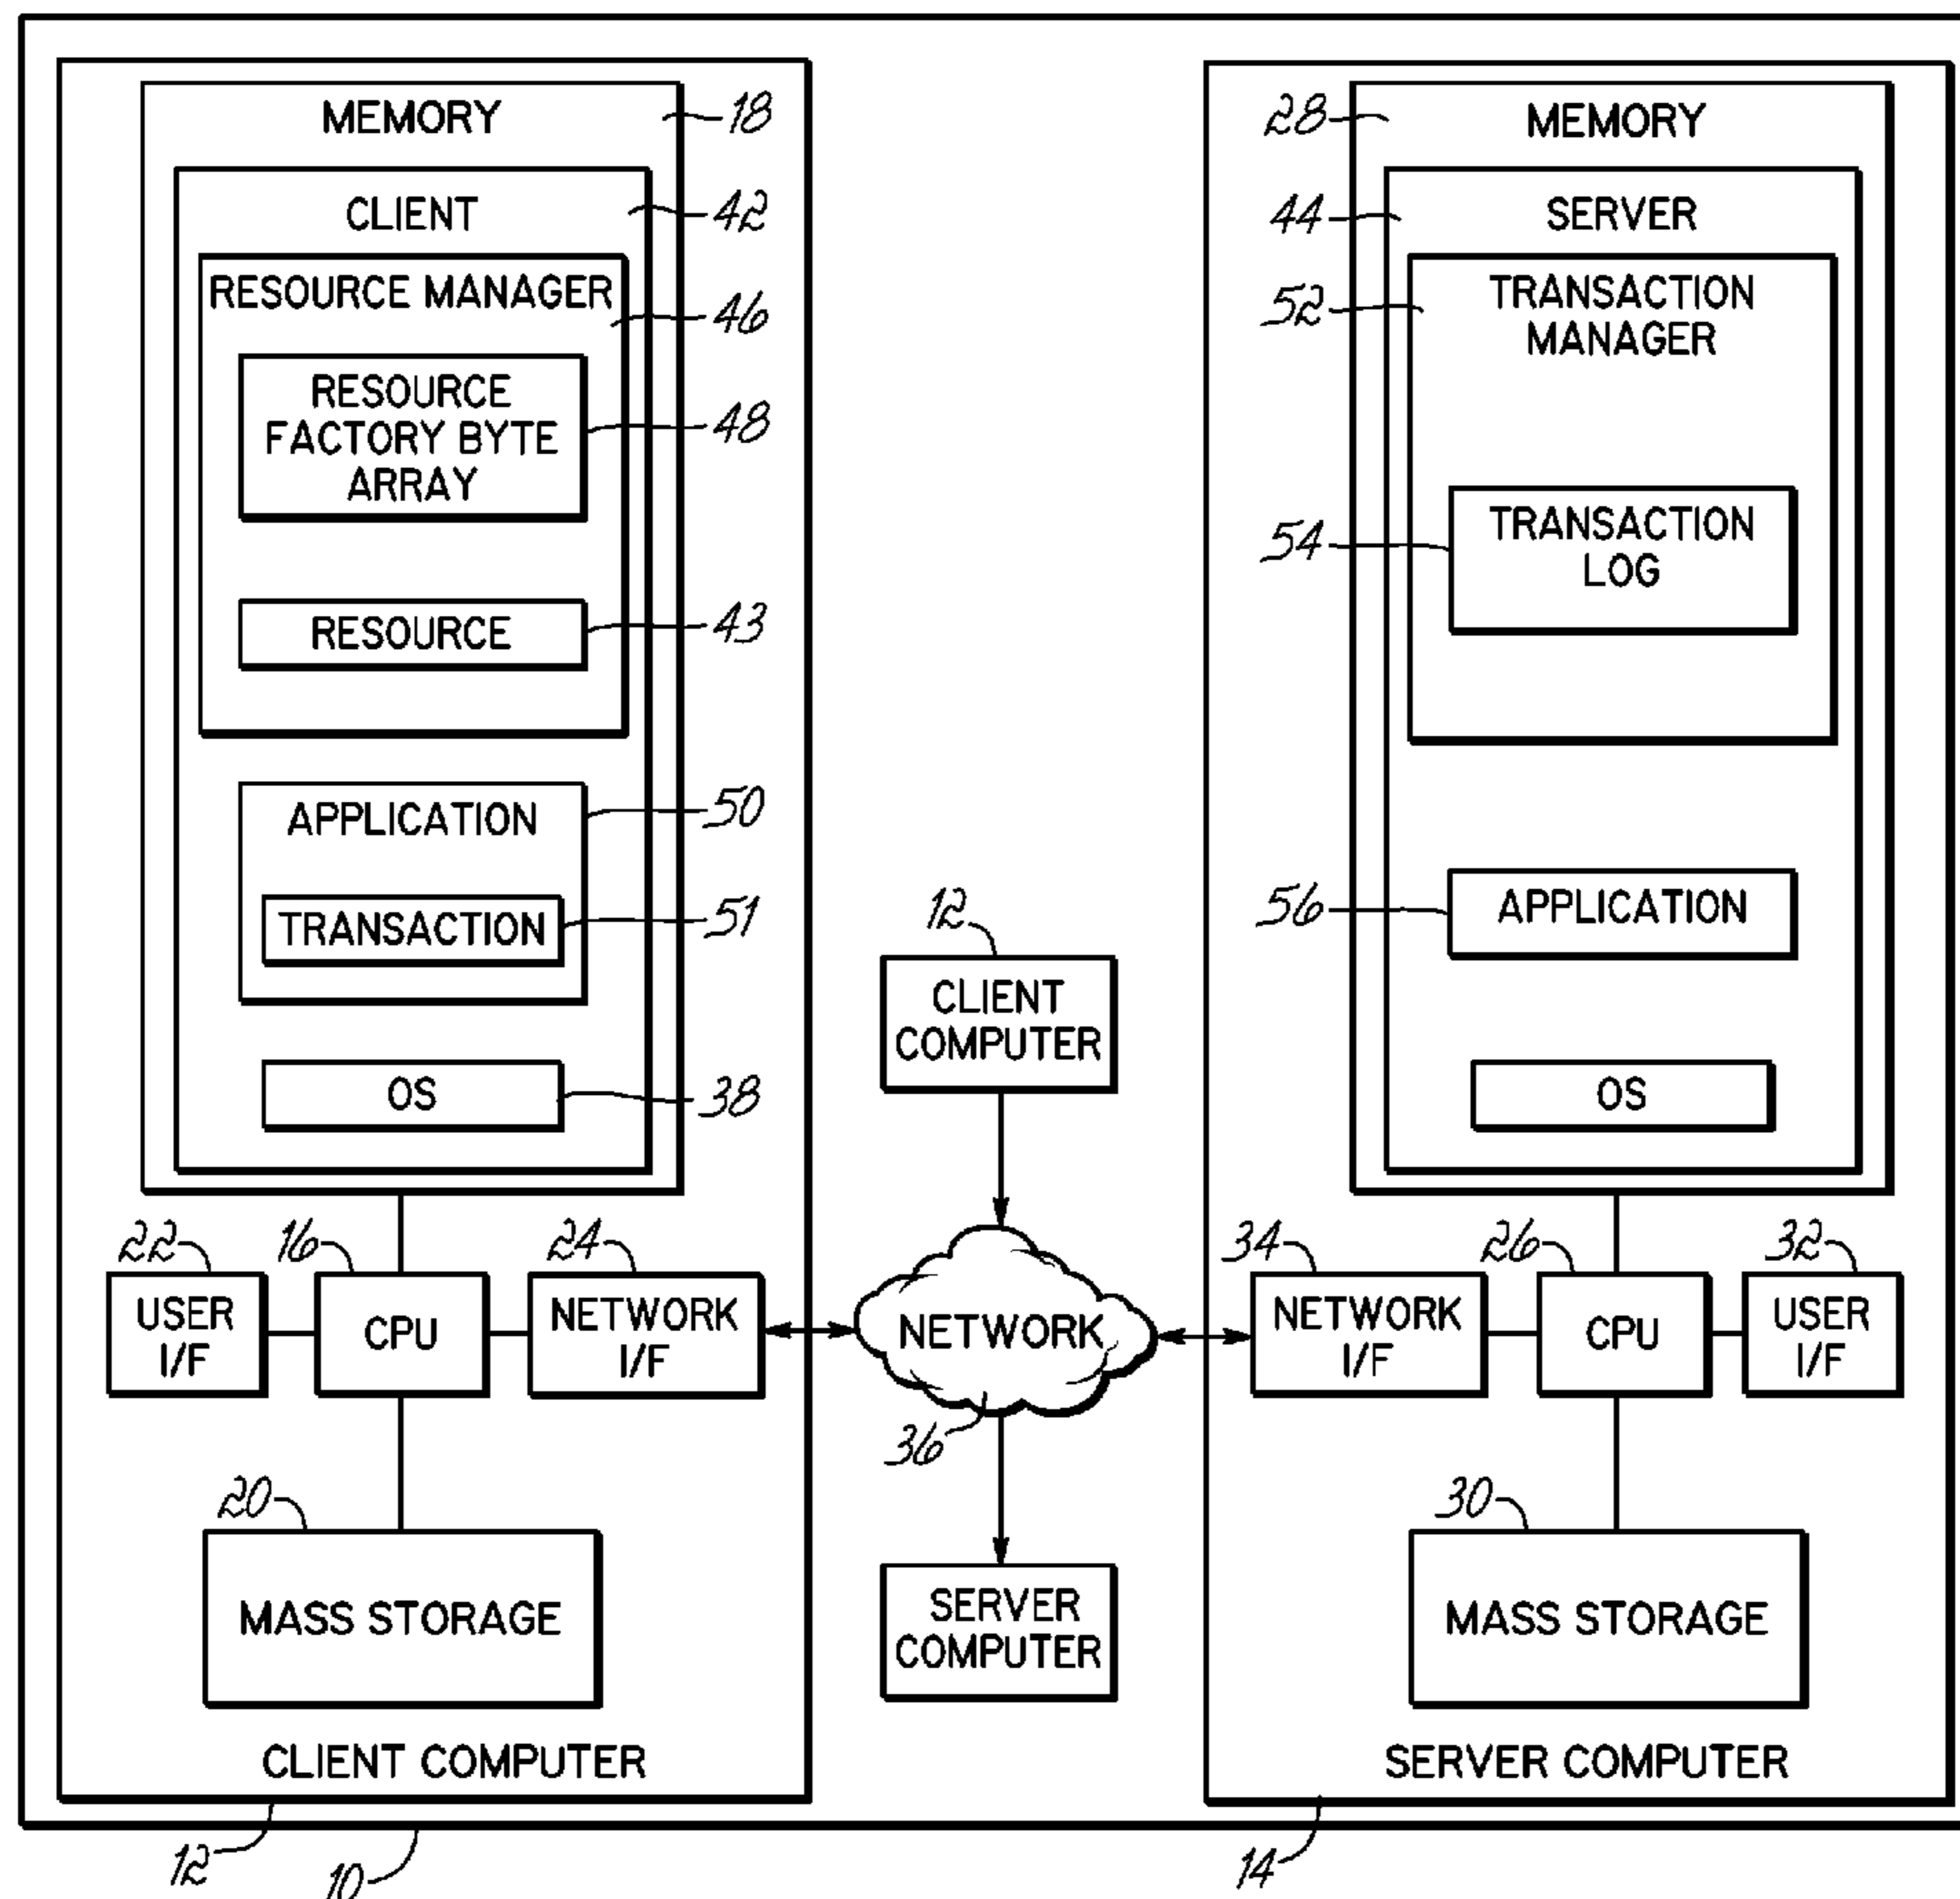 MEMORY
18
CLIENT
42
RESOURCE MANAGER
46
RESOURCE
FACTORY BYTE
ARRAY
48
RESOURCE
43
APPLICATION
50
TRANSACTION
51
OS
38
22
16
24
USER
I/F
CPU
NETWORK
I/F
20
MASS STORAGE
CLIENT COMPUTER
12
10
12
CLIENT
COMPUTER
NETWORK
36
SERVER
COMPUTER
28
MEMORY
44
SERVER
52
TRANSACTION
MANAGER
54
TRANSACTION
LOG
56
APPLICATION
OS
34
26
32
NETWORK
I/F
CPU
USER
I/F
30
MASS STORAGE
SERVER COMPUTER
14